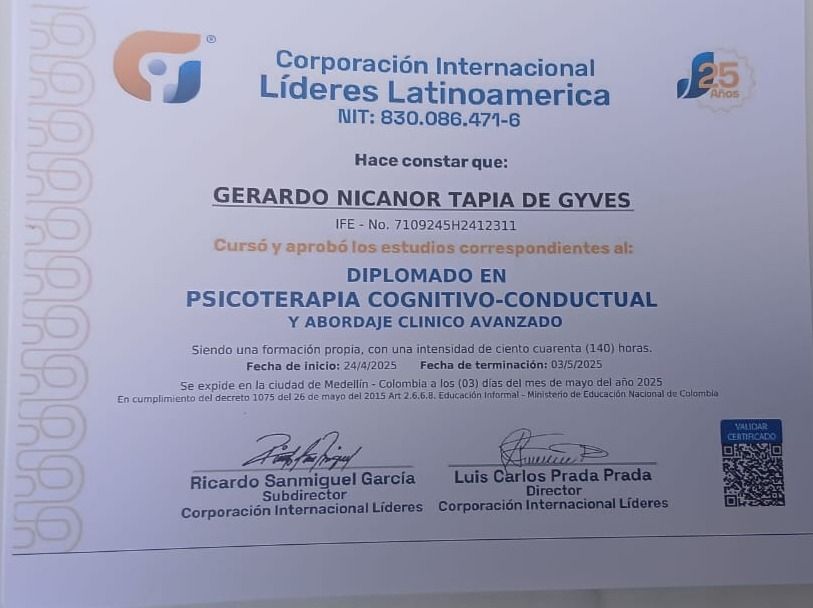 ®
Corporación Internacional
Líderes Latinoamerica
NIT: 830.086.471-6
25
Años
Hace constar que:
GERARDO NICANOR TAPIA DE GYVES
IFE - No. 7109245H2412311
Cursó y aprobó los estudios correspondientes al:
DIPLOMADO EN
PSICOTERAPIA COGNITIVO-CONDUCTUAL
Y ABORDAJE CLINICO AVANZADO
Siendo una formación propia, con una intensidad de ciento cuarenta (140) horas.
Fecha de inicio: 24/4/2025 Fecha de terminación: 03/5/2025
Se expide en la ciudad de Medellín - Colombia a los (03) días del mes de mayo del año 2025
En cumplimiento del decreto 1075 del 26 de mayo del 2015 Art 2.6.6.8. Educación Informal - Ministerio de Educación Nacional de Colombia
VALIDAR
CERTIFICADO
Ricardo Sanmiguel García
Subdirector
Corporación Internacional Líderes
Luis Carlos Prada Prada
Director
Corporación Internacional Líderes